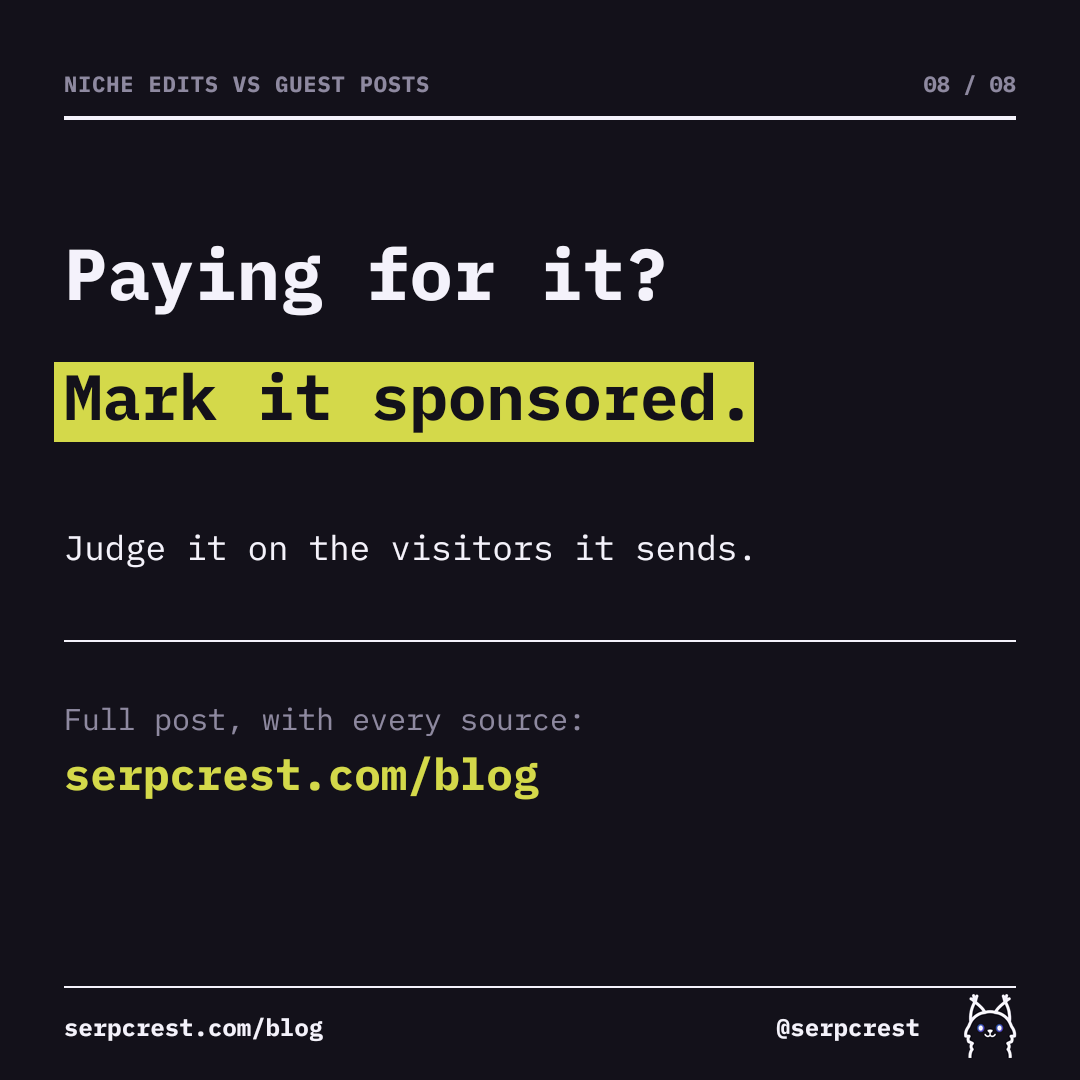 NICHE EDITS VS GUEST POSTS
08 / 08
Paying for it?
Mark it sponsored.
Judge it on the visitors it sends.
Full post, with every source:
serpcrest.com/blog
serpcrest.com/blog
@serpcrest